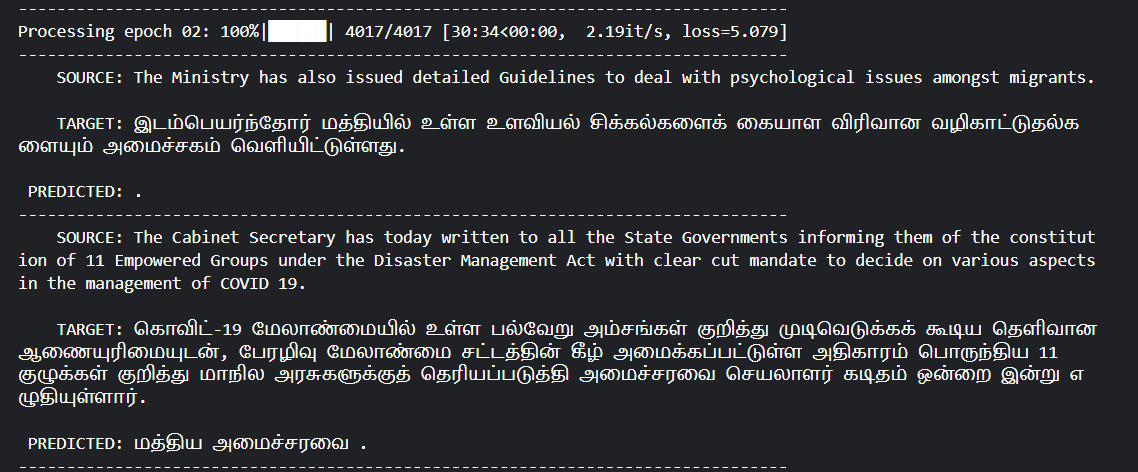 --------------------------------------------------------------------------------
Processing epoch 02: 100%|██████| 4017/4017 [30:34<00:00,  2.19it/s, loss=5.079]
--------------------------------------------------------------------------------
    SOURCE: The Ministry has also issued detailed Guidelines to deal with psychological issues amongst migrants.
    TARGET: இடம்பெயர்ந்தோர் மத்தியில் உள்ள உளவியல் சிக்கல்களைக் கையாள விரிவான வழிகாட்டுதல்க
ளையும் அமைச்சகம் வெளியிட்டுள்ளது.
 PREDICTED: .
--------------------------------------------------------------------------------
    SOURCE: The Cabinet Secretary has today written to all the State Governments informing them of the constitut
ion of 11 Empowered Groups under the Disaster Management Act with clear cut mandate to decide on various aspects
in the management of COVID 19.
    TARGET: கொவிட்-19 மேலாண்மையில் உள்ள பல்வேறு அம்சங்கள் குறித்து முடிவெடுக்கக் கூடிய தெளிவான
ஆணையுரிமையுடன், பேரழிவு மேலாண்மை சட்டத்தின் கீழ் அமைக்கப்பட்டுள்ள அதிகாரம் பொருந்திய 11
குழுக்கள் குறித்து மாநில அரசுகளுக்குத் தெரியப்படுத்தி அமைச்சரவை செயலாளர் கடிதம் ஒன்றை இன்று எ
ழுதியுள்ளார்.
 PREDICTED: மத்திய அமைச்சரவை .
--------------------------------------------------------------------------------